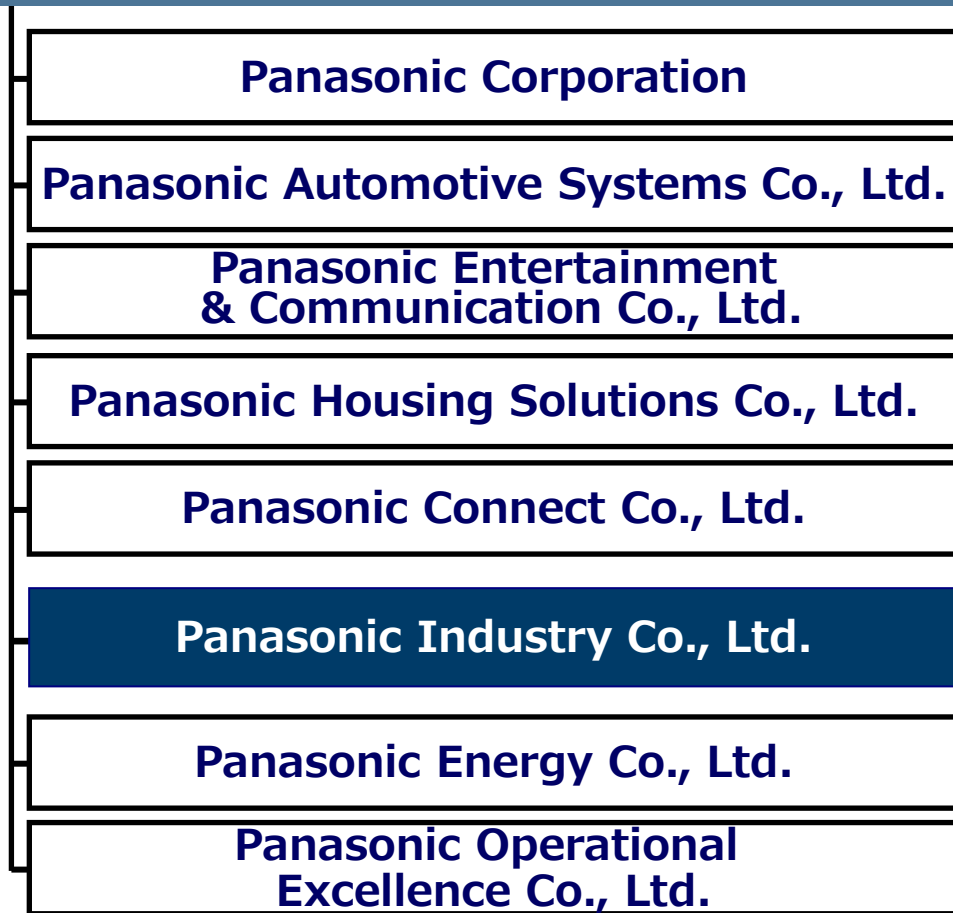 Panasonic Corporation
Panasonic Automotive Systems Co., Ltd.
Panasonic Entertainment
& Communication Co., Ltd.
Panasonic Housing Solutions Co., Ltd.
Panasonic Connect Co., Ltd.
Panasonic Industry Co., Ltd.
Panasonic Energy Co., Ltd.
Panasonic Operational
Excellence Co., Ltd.